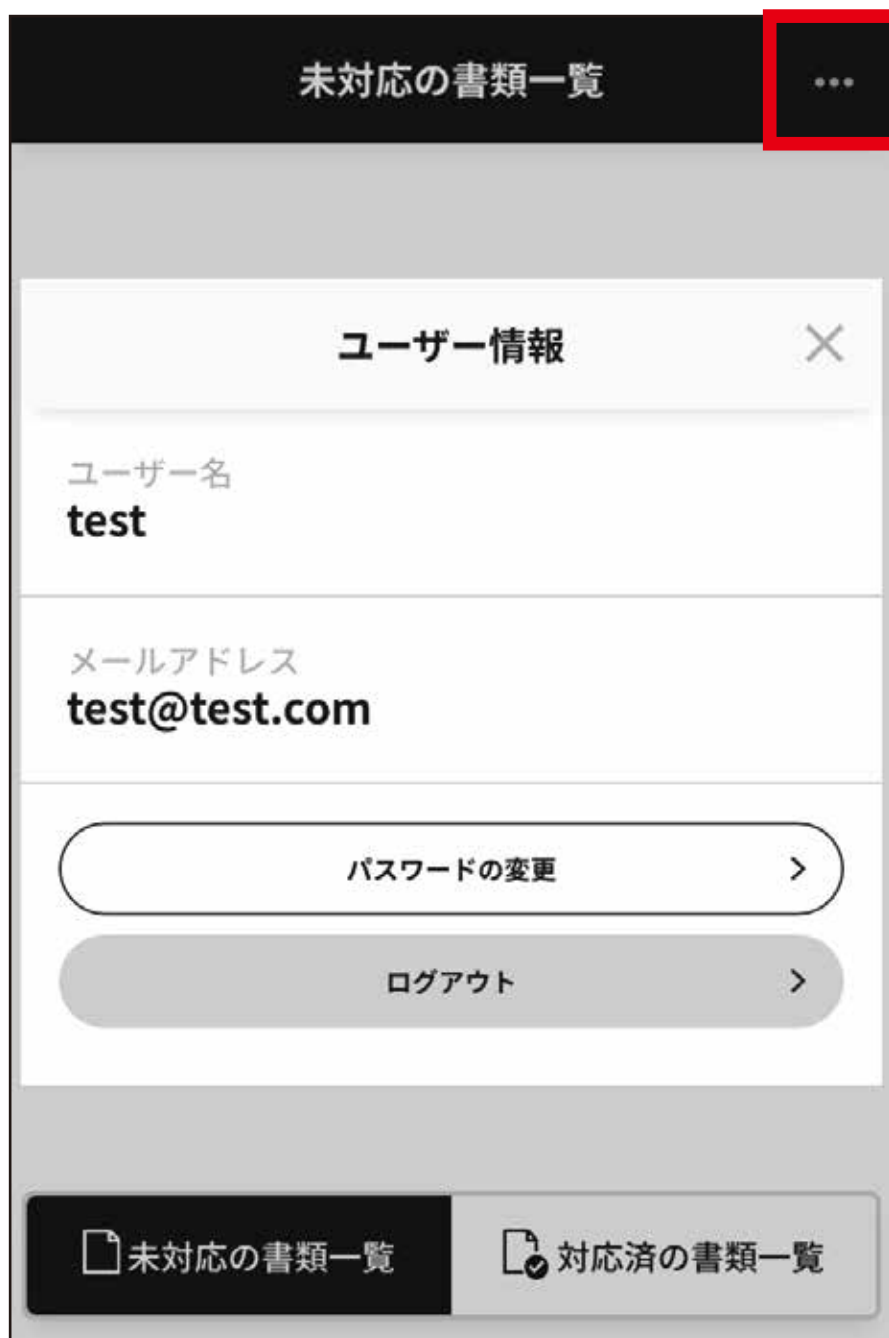 未対応の書類一覧
ユーザー情報
ユーザー名
test
メールアドレス
test@test.com
パスワードの変更
ログアウト
未対応の書類一覧
対応済の書類一覧